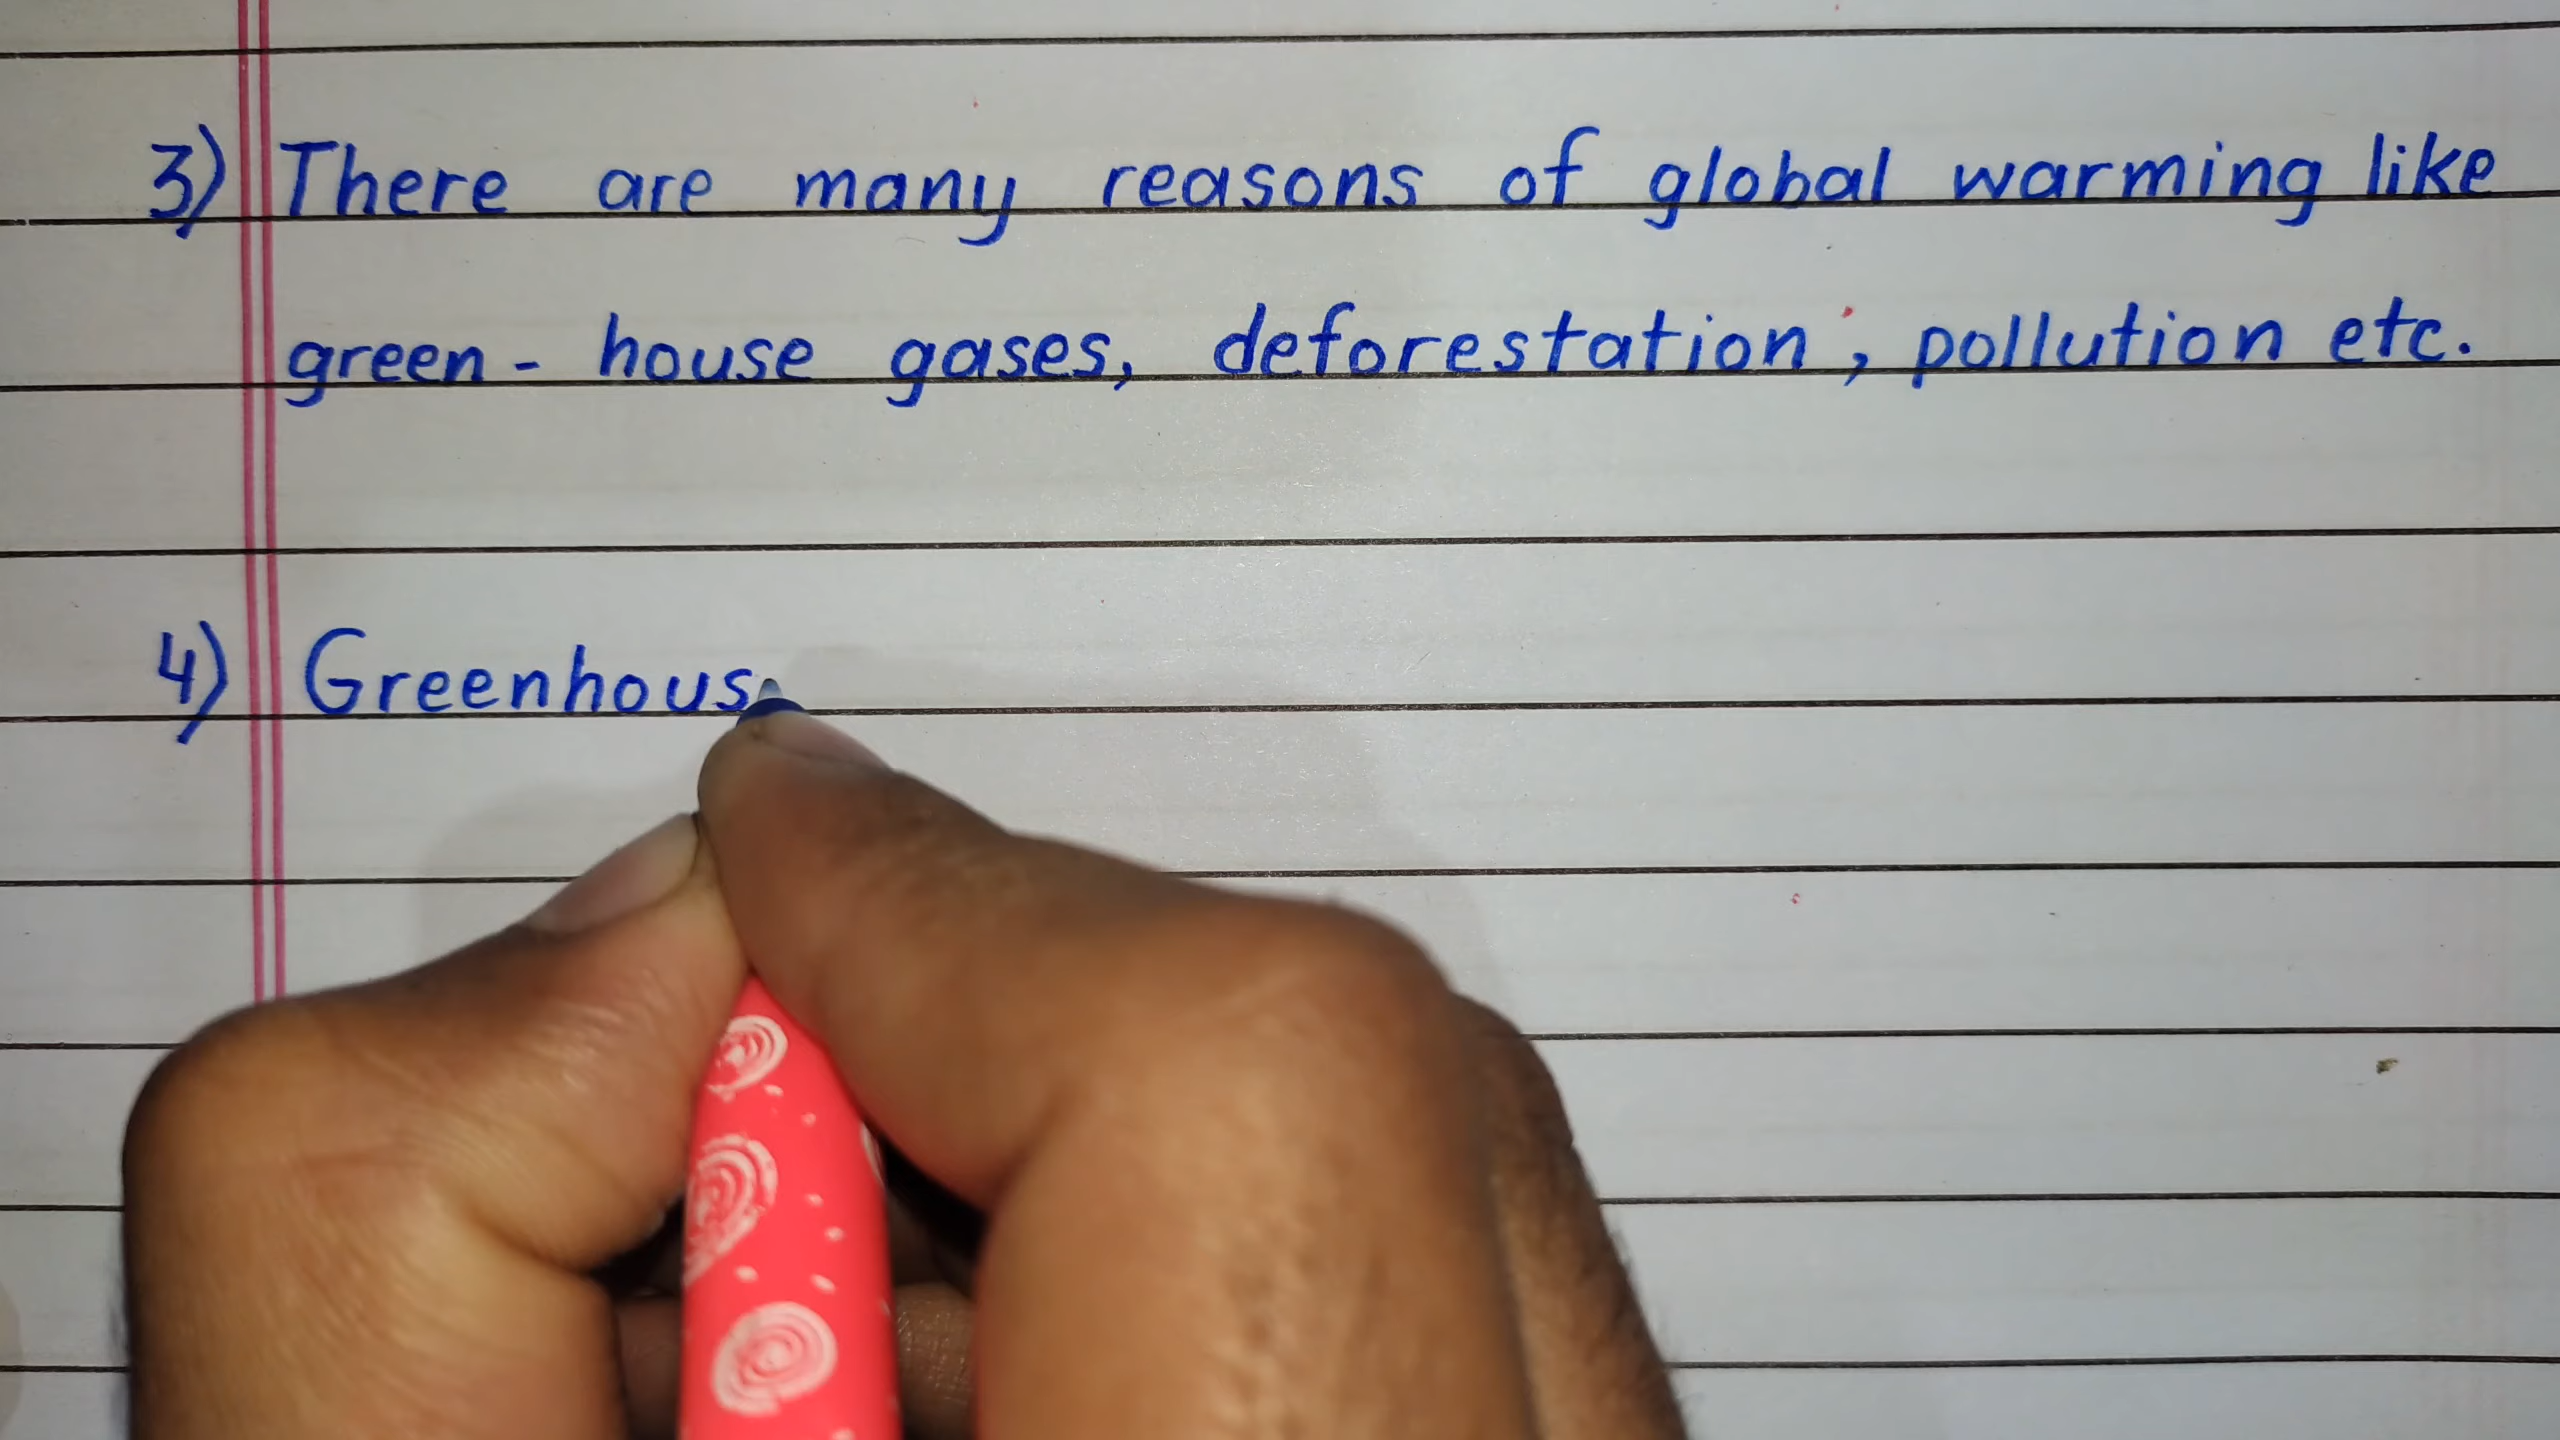 3) There are many reasons of global warming like
green - house gases, deforestation, pollution etc.
4) Greenhous